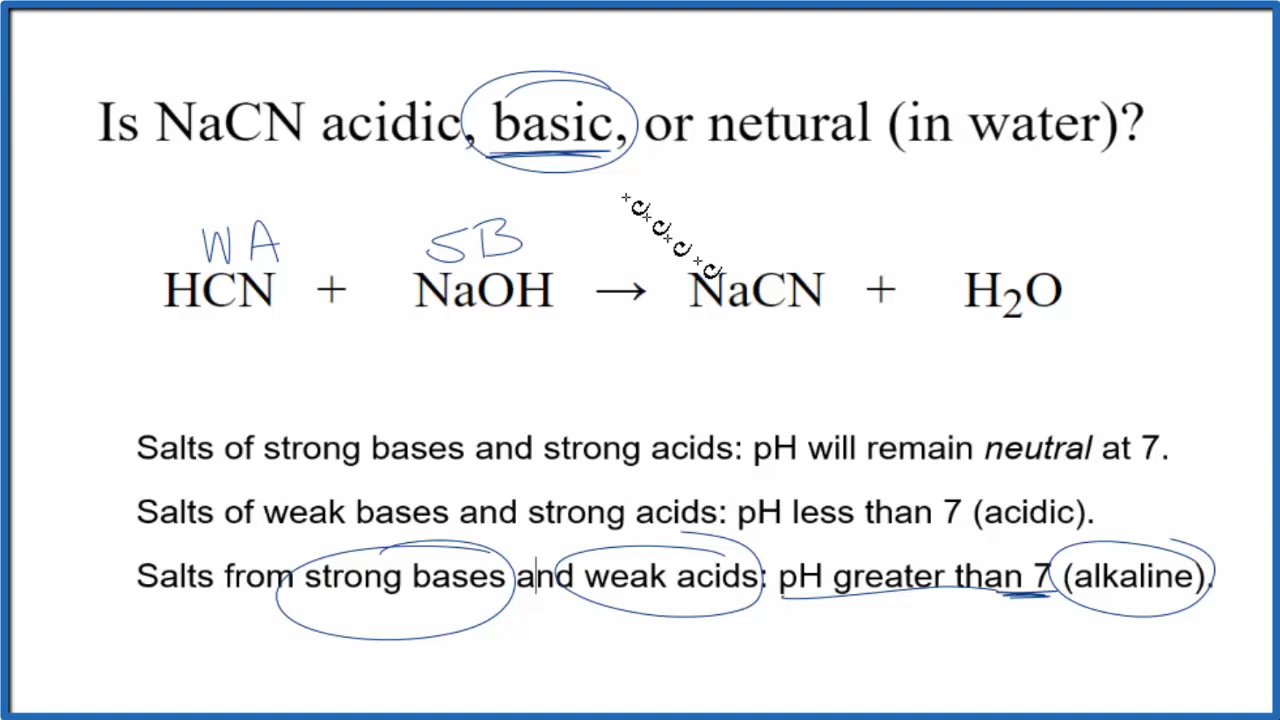 Is NaCN acidic, basic, or netural (in water)?
WA SB
HCN + NaOH → NaCN + H₂O
Salts of strong bases and strong acids: pH will remain neutral at 7.
Salts of weak bases and strong acids: pH less than 7 (acidic).
Salts from strong bases and weak acids: pH greater than 7 (alkaline).